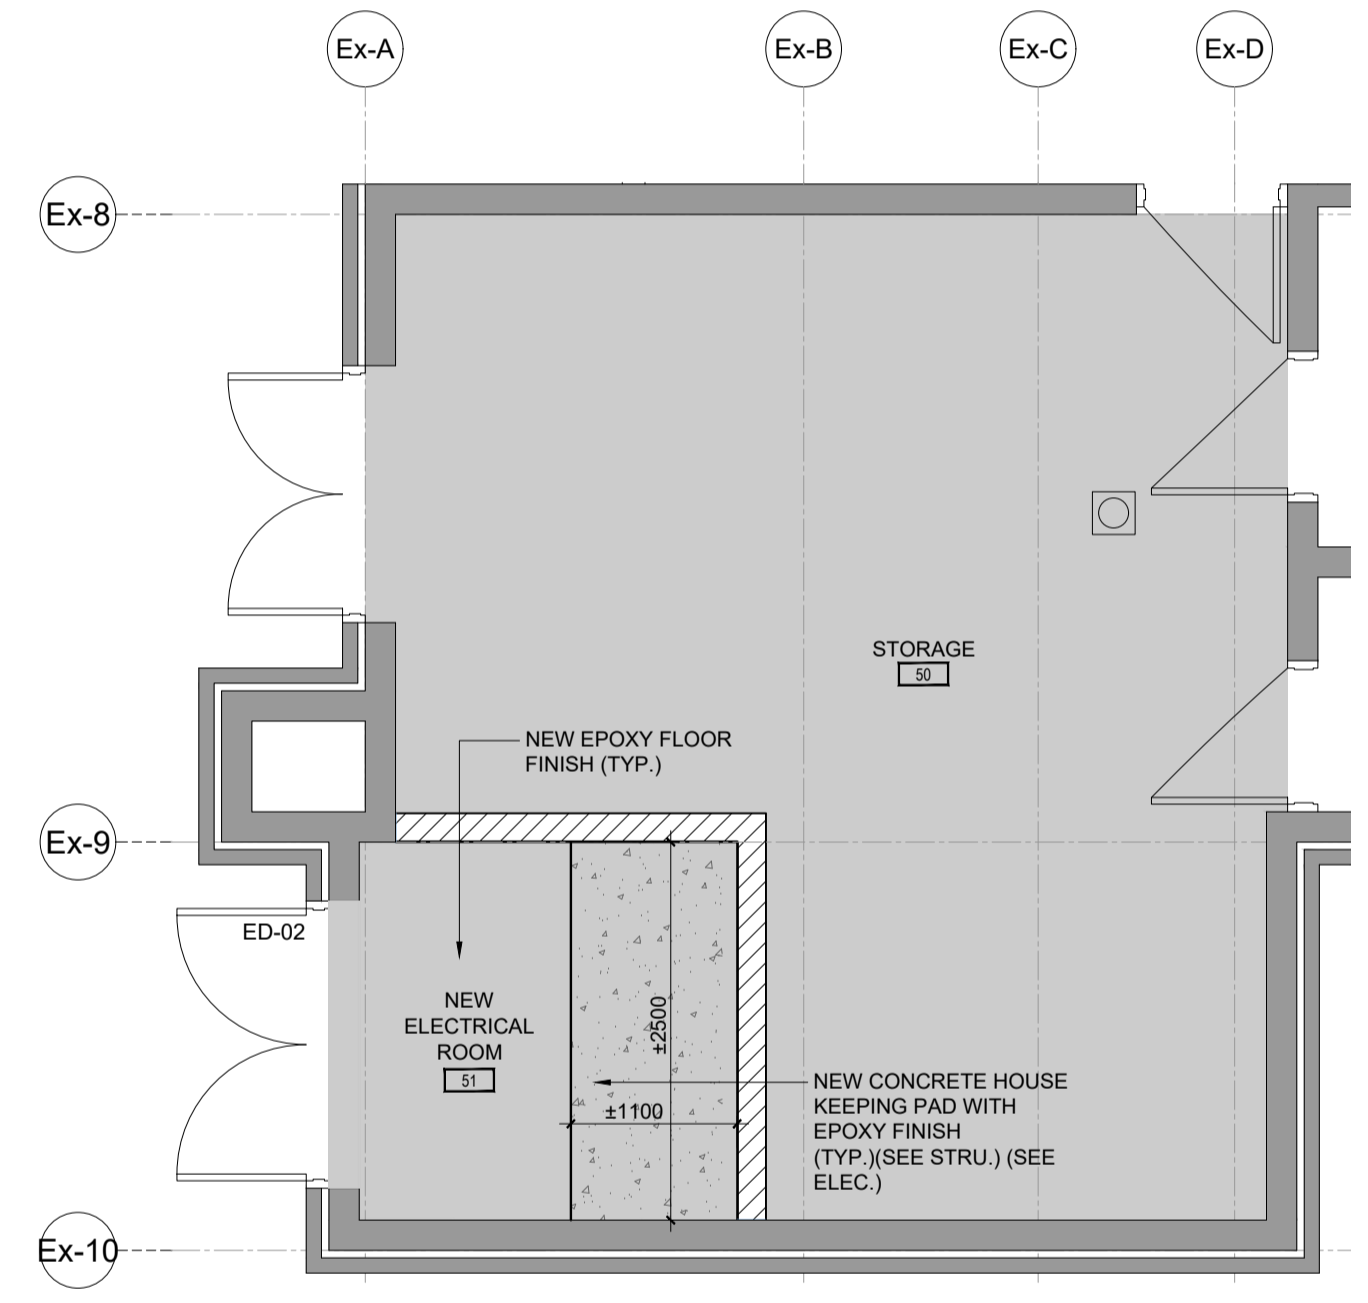 Ex-A
Ex-B
Ex-C
Ex-D
Ex-8
STORAGE
50
NEW EPOXY FLOOR
FINISH (TYP.)
Ex-9
ED-02
NEW
ELECTRICAL
ROOM
51
±2500
±1100
NEW CONCRETE HOUSE
KEEPING PAD WITH
EPOXY FINISH
(TYP.)(SEE STRU.) (SEE
ELEC.)
Ex-10